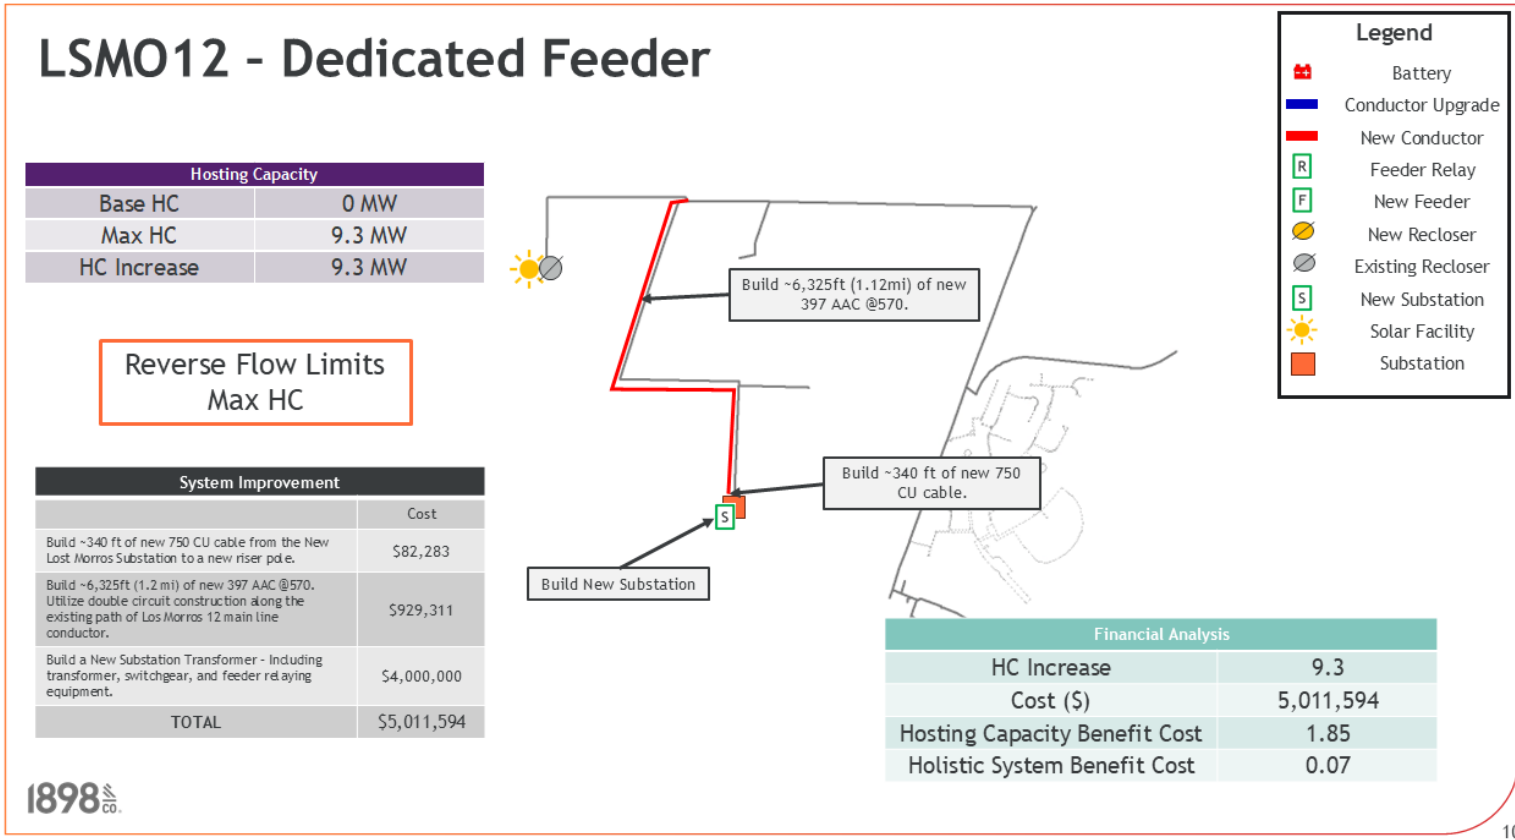 LSMO12 – Dedicated Feeder
Legend
Battery
Conductor Upgrade
New Conductor
R
Feeder Relay
F
New Feeder
New Recloser
Existing Recloser
S
New Substation
Solar Facility
Substation
Hosting Capacity
Base HC 0 MW
Max HC 9.3 MW
HC Increase 9.3 MW
Reverse Flow Limits
Max HC
Build ~6,325ft (1.12mi) of new
397 AAC @570.
Build ~340 ft of new 750
CU cable.
S
Build New Substation
System Improvement
Cost
Build ~340 ft of new 750 CU cable from the New
Lost Morros Substation to a new riser pole.
$82,283
Build ~6,325ft (1.2 mi) of new 397 AAC @570.
Utilize double circuit construction along the
existing path of Los Morros 12 main line
conductor.
$929,311
Build a New Substation Transformer - Including
transformer, switchgear, and feeder relaying
equipment.
$4,000,000
TOTAL $5,011,594
Financial Analysis
HC Increase 9.3
Cost ($) 5,011,594
Hosting Capacity Benefit Cost 1.85
Holistic System Benefit Cost 0.07
1898 & CO.